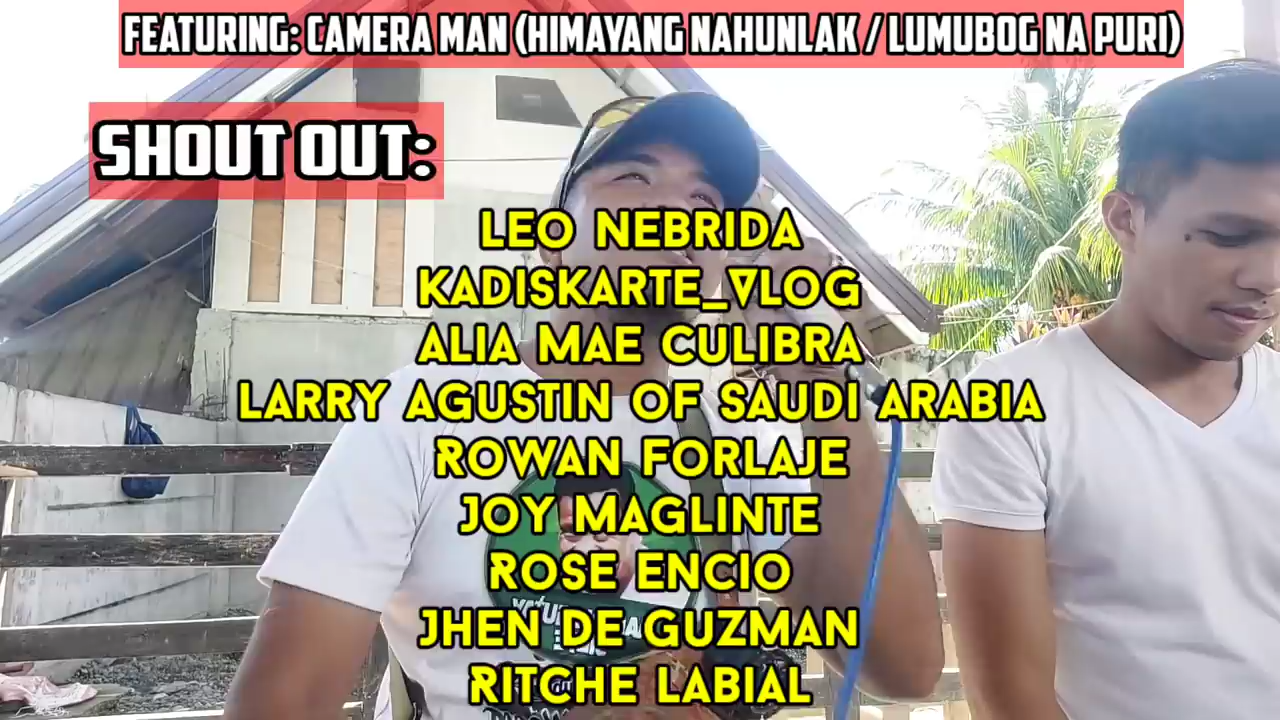 FEATURING: CAMERA MAN (HIMAYANG NAHUNLAK / LUMUBOG NA PURI)
SHOUT OUT:
LEO NEBRIDA
KADISKARTE_VLOG
ALIA MAE CULIBRA
LARRY AGUSTIN OF SAUDI ARABIA
ROWAN FORLAJE
JOY MAGLINTE
ROSE ENCIO
JHEN DE GUZMAN
RITCHE LABIAL